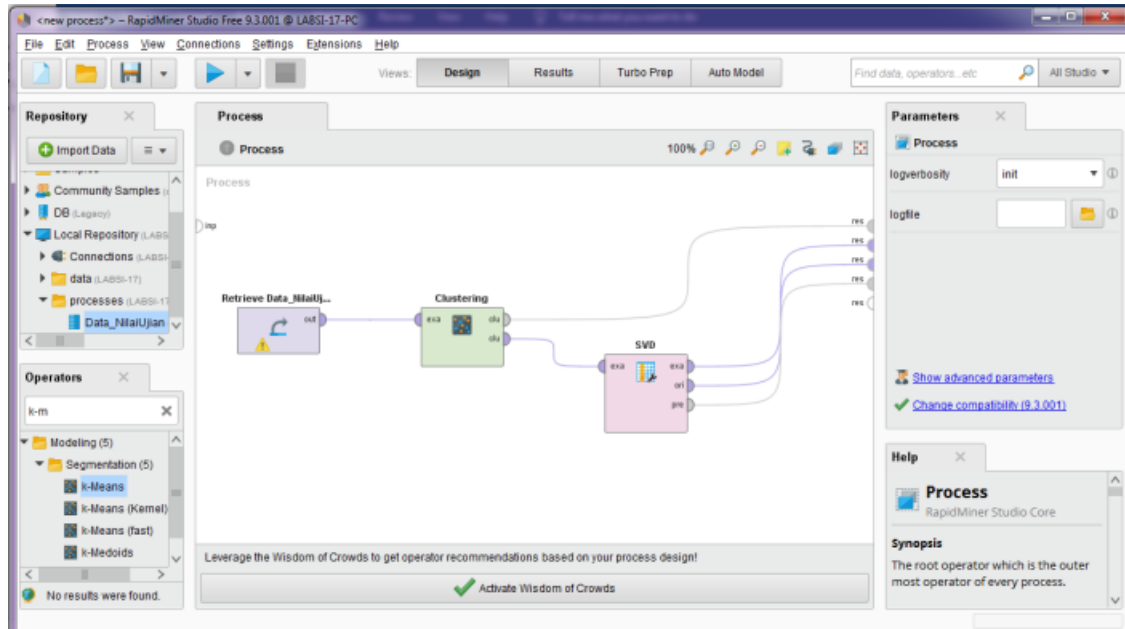 <new process*> – RapidMiner Studio Free 9.3.001 @ LABSI-17-PC
File Edit Process View Connections Settings Extensions Help
Views: Design Results Turbo Prep Auto Model Find data, operators...etc All Studio
Repository
Import Data
Community Samples
DB (Legacy)
Local Repository (LABS
Connections (LABSI-
data (LABSI-17)
processes (LABSI-17
Data_NilaiUjian
Operators
k-m
Modeling (5)
Segmentation (5)
k-Means
k-Means (Kernel)
k-Means (fast)
k-Medoids
No results were found.
Process
Process
100%
Process
inp
Retrieve Data_NilaiUj...
out
Clustering
exa clu
clu
SVD
exa exa
ori
pre
res
res
res
res
res
Leverage the Wisdom of Crowds to get operator recommendations based on your process design!
Activate Wisdom of Crowds
Parameters
Process
logverbosity init
logfile
Show advanced parameters
Change compatibility (9.3.001)
Help
Process
RapidMiner Studio Core
Synopsis
The root operator which is the outer
most operator of every process.